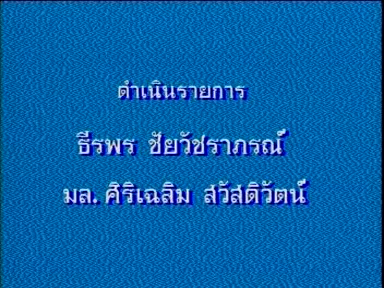 ดำเนินรายการ
ธีรพร ชัยวัชราภรณ์
มล. ศิริเฉลิม สวัสดิวัตน์